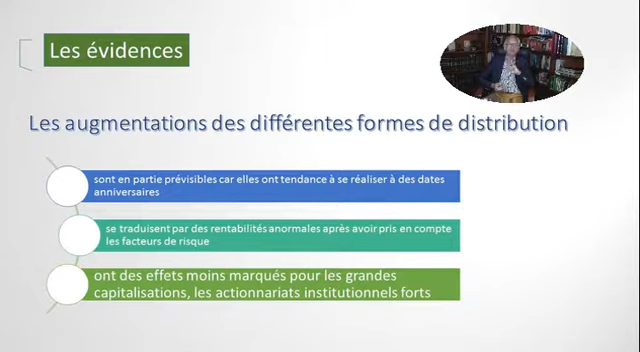 Les évidences
Les augmentations des différentes formes de distribution
sont en partie prévisibles car elles ont tendance à se réaliser à des dates
anniversaires
se traduisent par des rentabilités anormales après avoir pris en compte
les facteurs de risque
ont des effets moins marqués pour les grandes
capitalisations, les actionnariats institutionnels forts